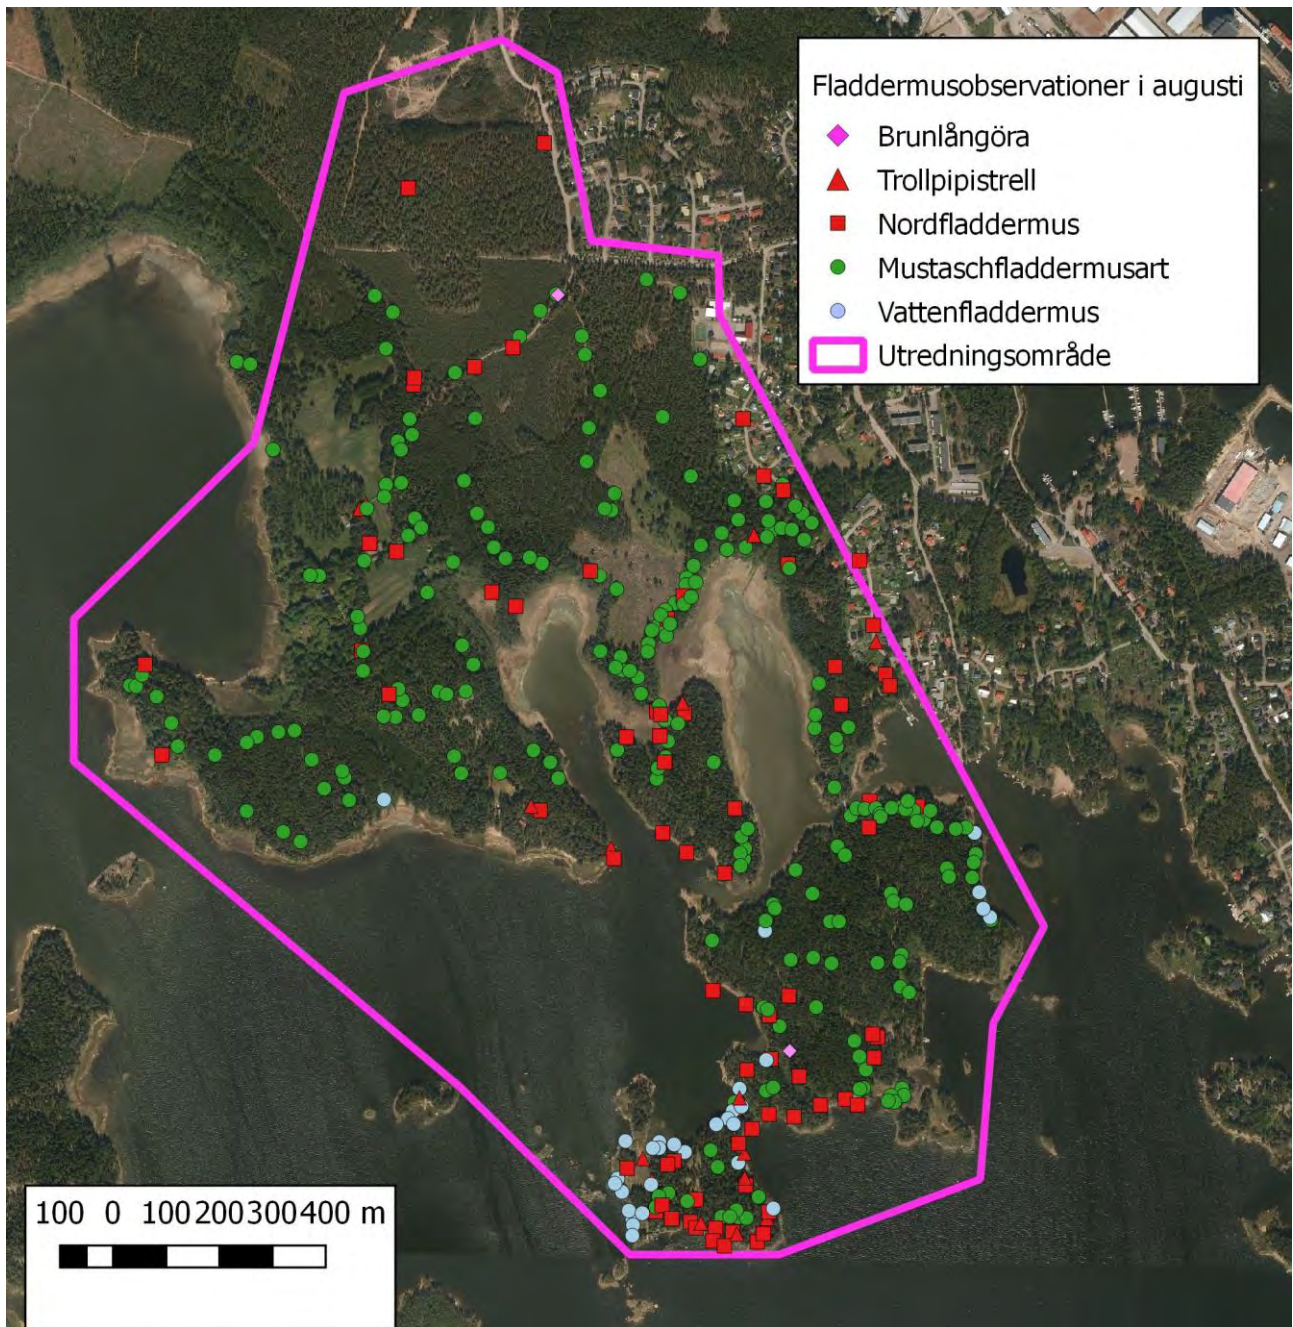 Fladdermusobservationer i augusti
Brunlångöra
Trollpipistrell
Nordfladdermus
Mustaschfladdermusart
Vattenfladdermus
Utredningsområde
100 0 100 200 300 400 m